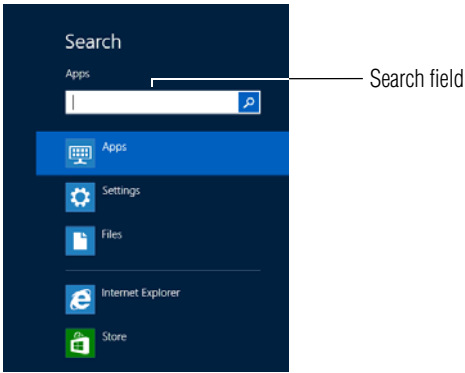 Search
Apps
Search field
Apps
Settings
Files
Internet Explorer
Store